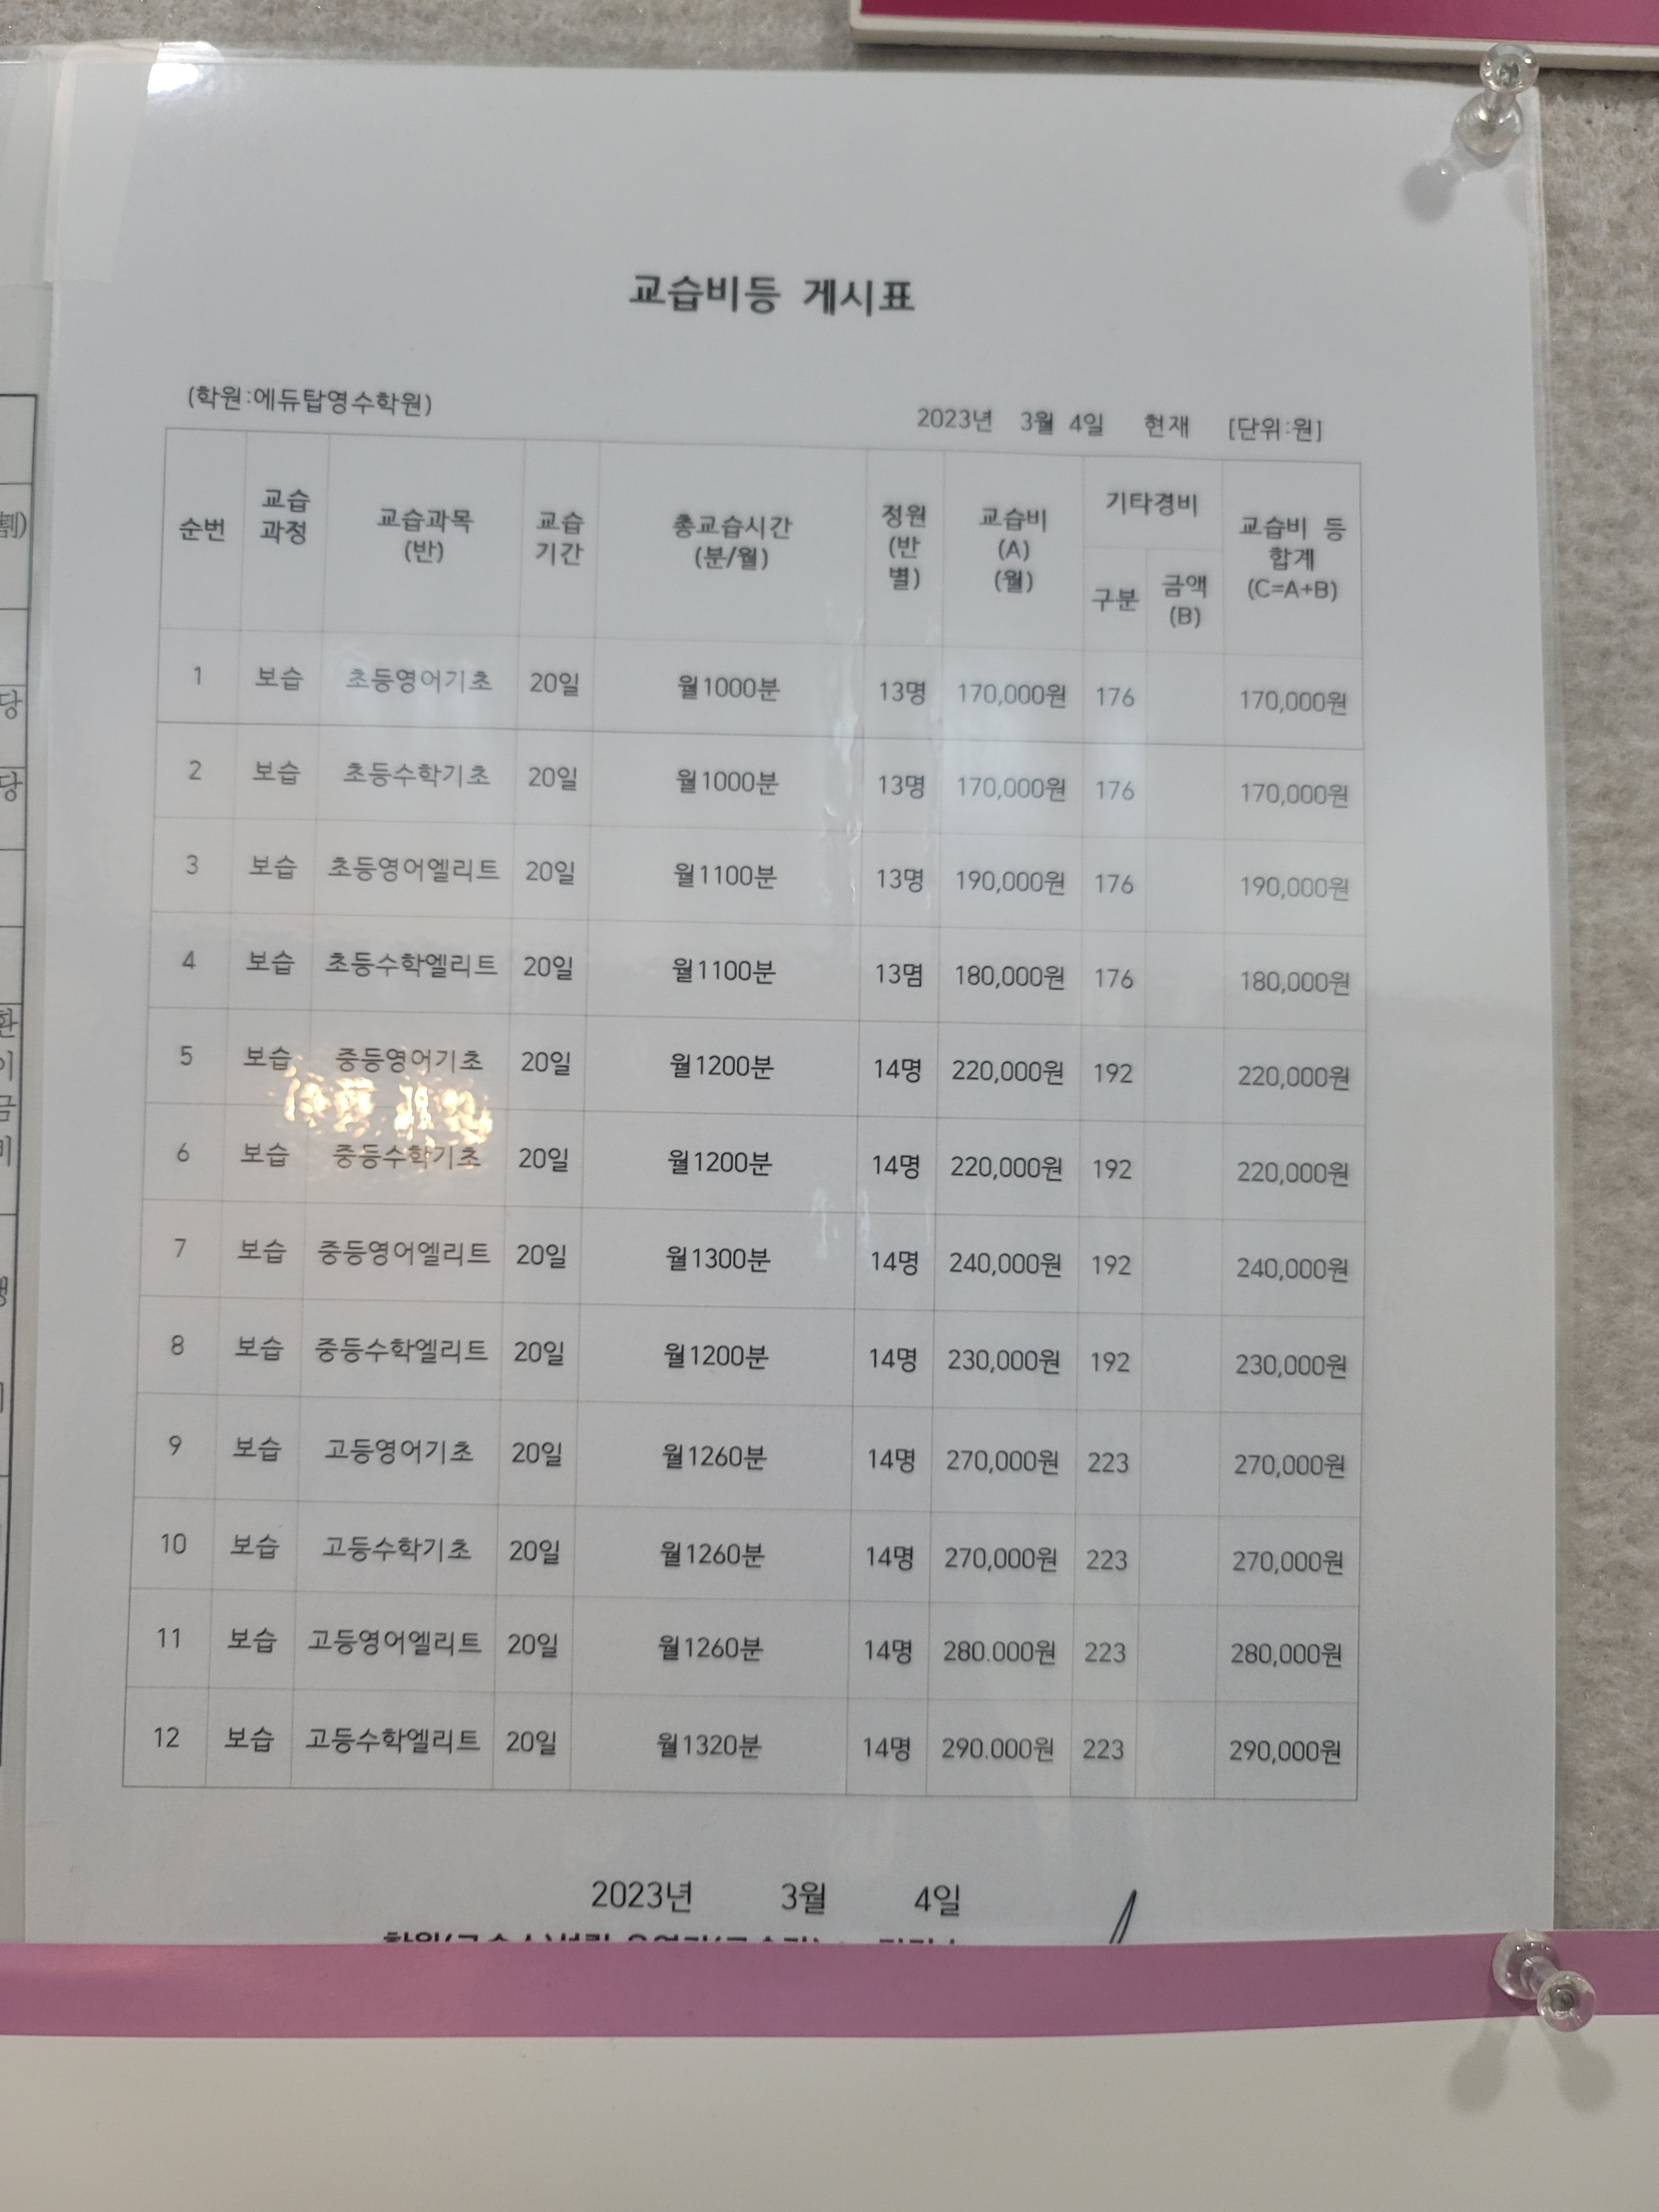 교습비등 게시표
(학원:에듀탑영수학원)
2023년 3월 4일 현재 [단위:원]
순번 교습과정 교습과목(반) 교습기간 총교습시간(분/월) 정원(반별) 교습비(A)(월) 기타경비 구분 금액(B) 교습비 등 합계(C=A+B)
1 보습 초등영어기초 20일 월1000분 13명 170,000원 176 170,000원
2 보습 초등수학기초 20일 월1000분 13명 170,000원 176 170,000원
3 보습 초등영어엘리트 20일 월1100분 13명 190,000원 176 190,000원
4 보습 초등수학엘리트 20일 월1100분 13몀 180,000원 176 180,000원
5 보습 중등영어기초 20일 월1200분 14명 220,000원 192 220,000원
6 보습 중등수학기초 20일 월1200분 14명 220,000원 192 220,000원
7 보습 중등영어엘리트 20일 월1300분 14명 240,000원 192 240,000원
8 보습 중등수학엘리트 20일 월1200분 14명 230,000원 192 230,000원
9 보습 고등영어기초 20일 월1260분 14명 270,000원 223 270,000원
10 보습 고등수학기초 20일 월1260분 14명 270,000원 223 270,000원
11 보습 고등영어엘리트 20일 월1260분 14명 280.000원 223 280,000원
12 보습 고등수학엘리트 20일 월1320분 14명 290.000원 223 290,000원
2023년 3월 4일